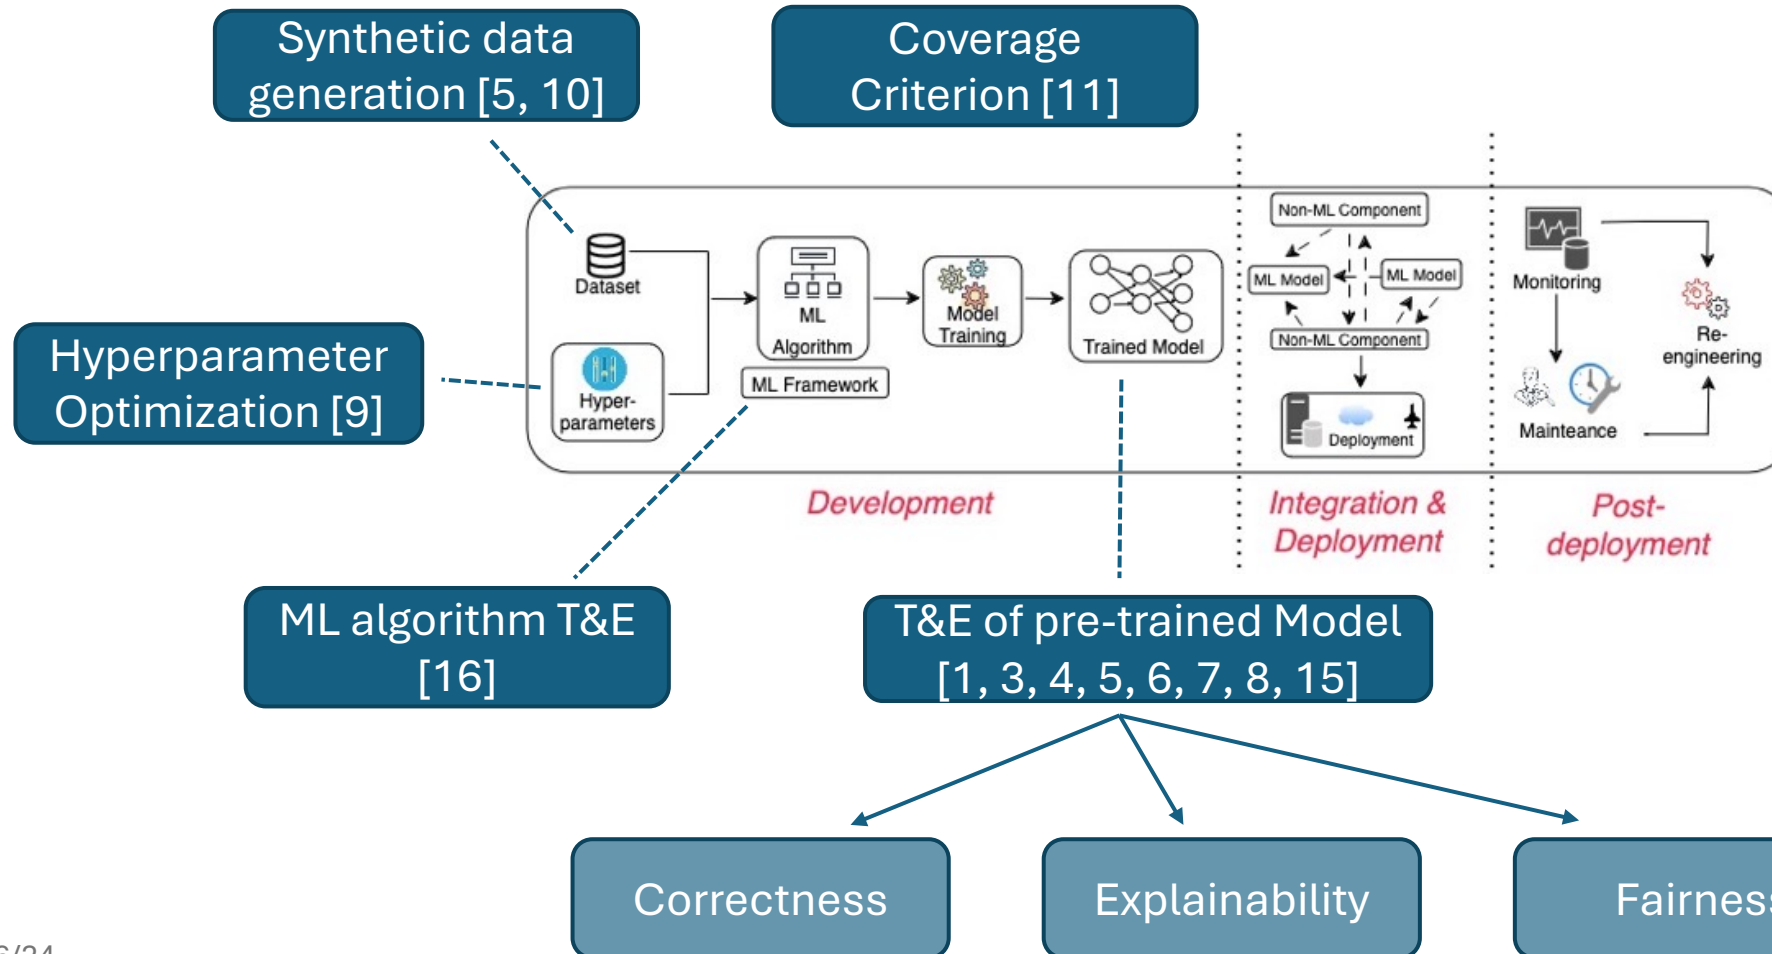 Synthetic data
generation [5, 10]
Coverage
Criterion [11]
Hyperparameter
Optimization [9]
Dataset
Hyper-
parameters
ML
Algorithm
ML Framework
Model
Training
Trained Model
Non-ML Component
ML Model
ML Model
Non-ML Component
Deployment
Monitoring
Re-
engineering
Mainteance
Development
Integration &
Deployment
Post-
deployment
ML algorithm T&E
[16]
T&E of pre-trained Model
[1, 3, 4, 5, 6, 7, 8, 15]
Correctness
Explainability
Fairness